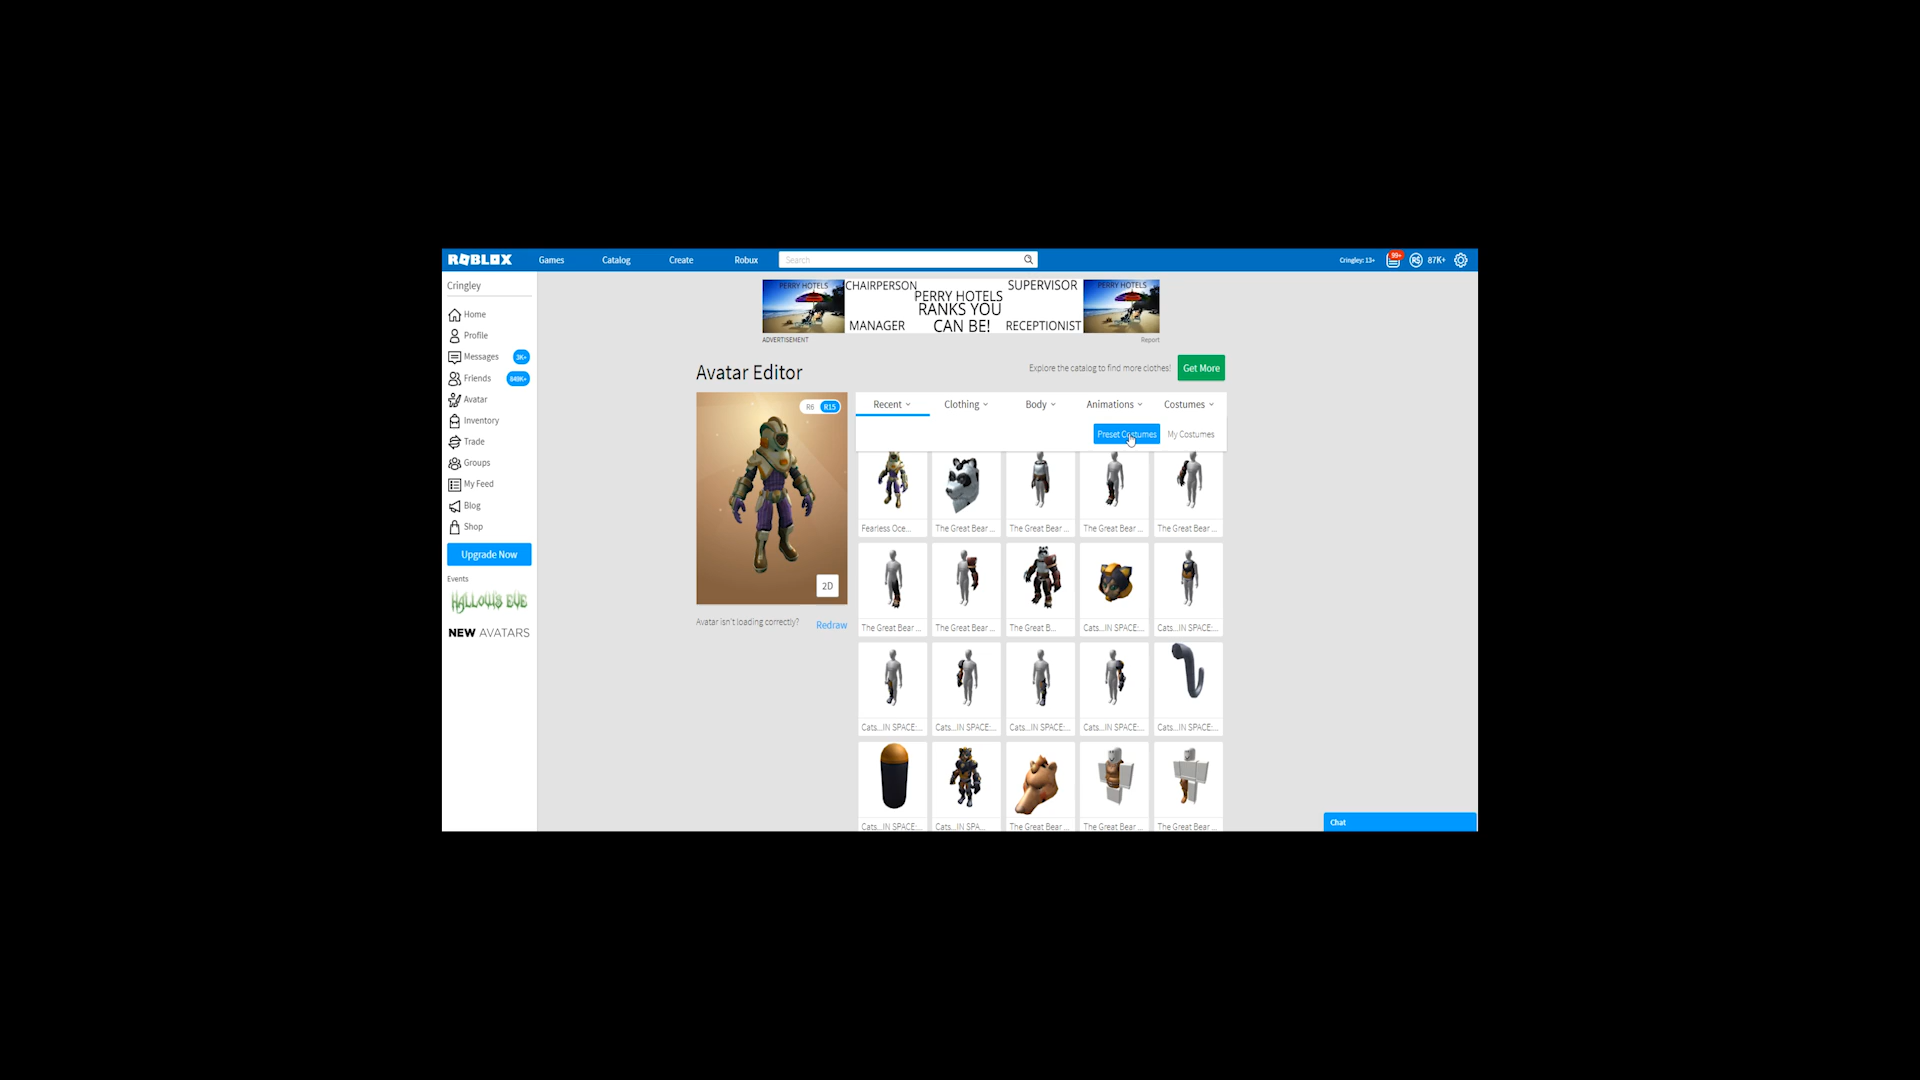 ROBLOX Games Catalog Create Robux Search Cringley: 13+ 99+ R$ 87K+
Cringley
Home
Profile
Messages 3K+
Friends 848K+
Avatar
Inventory
Trade
Groups
My Feed
Blog
Shop
Upgrade Now
Events
HALLOW'S EVE
NEW AVATARS
PERRY HOTELS
CHAIRPERSON
SUPERVISOR
PERRY HOTELS
RANKS YOU
CAN BE!
MANAGER
RECEPTIONIST
PERRY HOTELS
ADVERTISEMENT Report
Avatar Editor
Explore the catalog to find more clothes! Get More
R6 R15
2D
Avatar isn't loading correctly? Redraw
Recent Clothing Body Animations Costumes
Preset Costumes My Costumes
Fearless Oce... The Great Bear ... The Great Bear ... The Great Bear ... The Great Bear ...
The Great Bear ... The Great Bear ... The Great B... Cats...IN SPACE:... Cats...IN SPACE:...
Cats...IN SPACE:... Cats...IN SPACE:... Cats...IN SPACE:... Cats...IN SPACE:... Cats...IN SPACE:...
Cats...IN SPACE:... Cats...IN SPA... The Great Bear ... The Great Bear ... The Great Bear ...
Chat